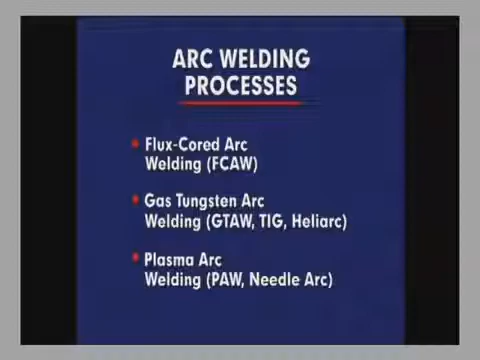 ARC WELDING
PROCESSES
Flux-Cored Arc
Welding (FCAW)
Gas Tungsten Arc
Welding (GTAW, TIG, Heliarc)
Plasma Arc
Welding (PAW, Needle Arc)